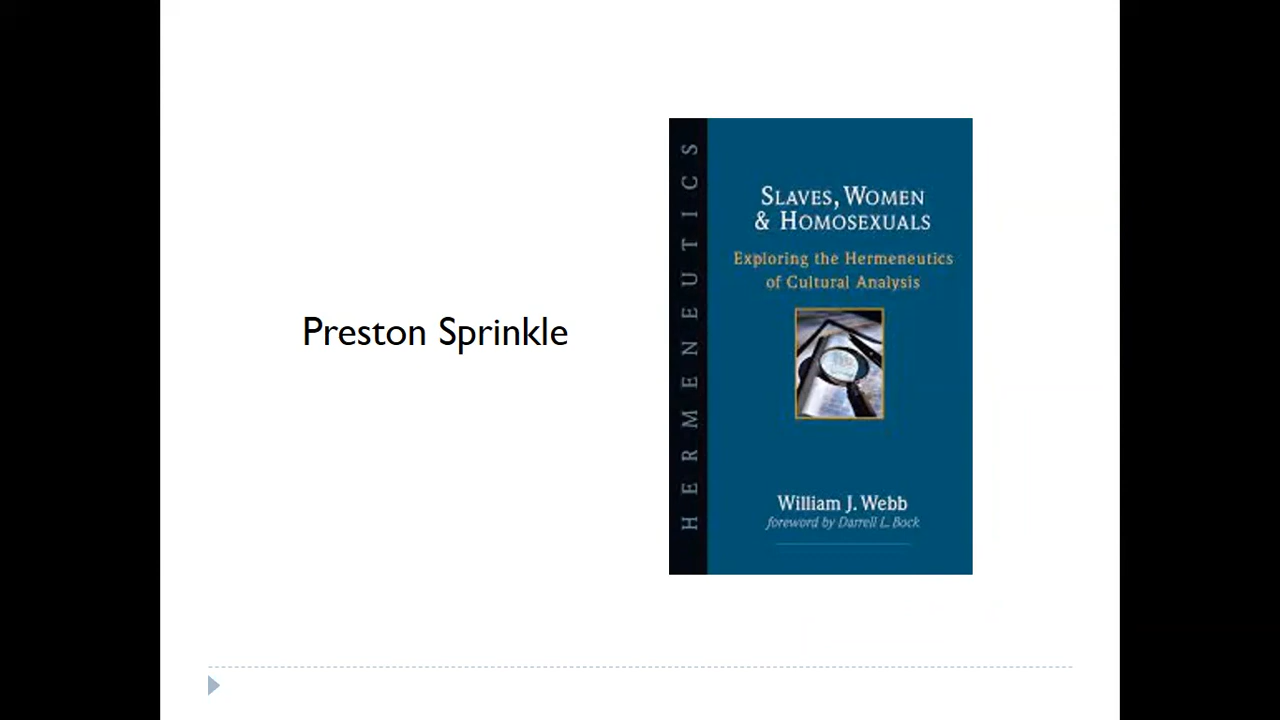 Preston Sprinkle
HERMENEUTICS
SLAVES, WOMEN
& HOMOSEXUALS
Exploring the Hermeneutics
of Cultural Analysis
William J. Webb
foreword by Darrell L. Bock